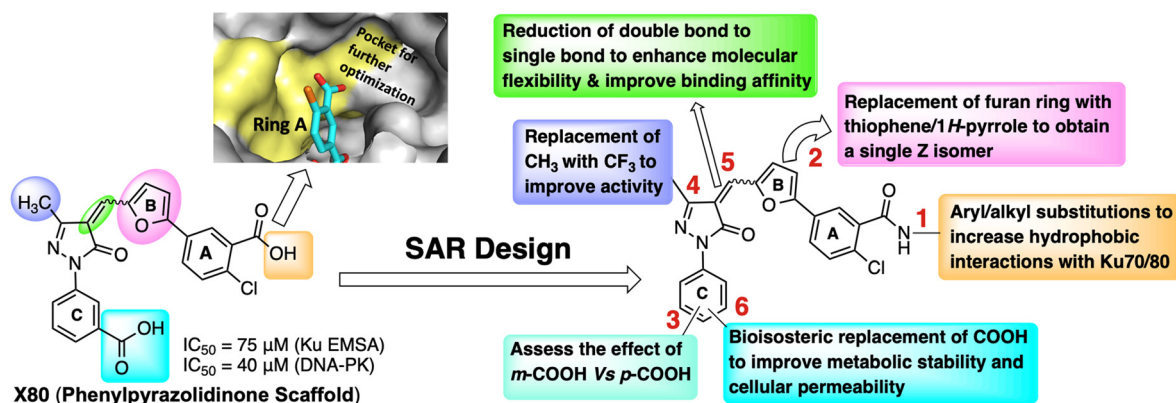 Pocket for
further
optimization
Ring A
H₃C
N
N
O
O
B
A
O
OH
Cl
C
OH
O
IC₅₀ = 75 μM (Ku EMSA)
IC₅₀ = 40 μM (DNA-PK)
X80 (Phenylpyrazolidinone Scaffold)
SAR Design
Reduction of double bond to
single bond to enhance molecular
flexibility & improve binding affinity
Replacement of
CH₃ with CF₃ to
improve activity
Replacement of furan ring with
thiophene/1H-pyrrole to obtain
a single Z isomer
5
2
4
B
O
N
N
O
A
O
N
H
Cl
1
Aryl/alkyl substitutions to
increase hydrophobic
interactions with Ku70/80
C
3
6
Assess the effect of
m-COOH Vs p-COOH
Bioisosteric replacement of COOH
to improve metabolic stability and
cellular permeability